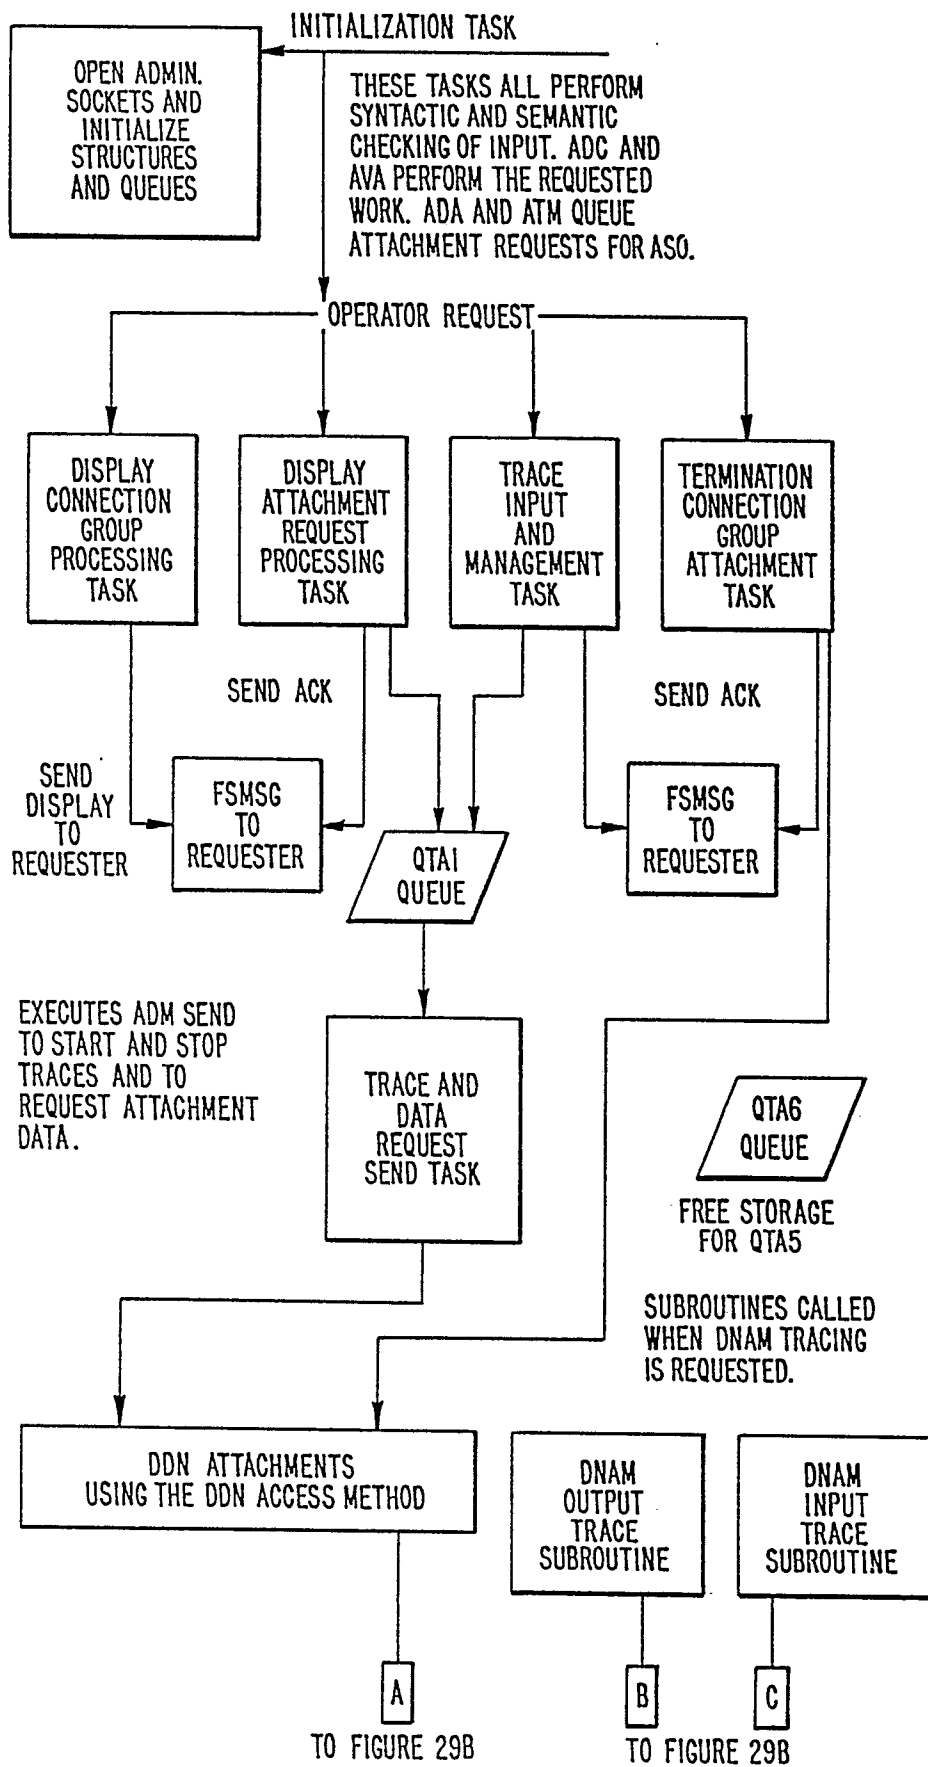 INITIALIZATION TASK
OPEN ADMIN.
SOCKETS AND
INITIALIZE
STRUCTURES
AND QUEUES
THESE TASKS ALL PERFORM
SYNTACTIC AND SEMANTIC
CHECKING OF INPUT. ADC AND
AVA PERFORM THE REQUESTED
WORK. ADA AND ATM QUEUE
ATTACHMENT REQUESTS FOR ASO.
OPERATOR REQUEST
DISPLAY
CONNECTION
GROUP
PROCESSING
TASK
DISPLAY
ATTACHMENT
REQUEST
PROCESSING
TASK
TRACE
INPUT
AND
MANAGEMENT
TASK
TERMINATION
CONNECTION
GROUP
ATTACHMENT
TASK
SEND ACK
SEND ACK
SEND
DISPLAY
TO
REQUESTER
FSMSG
TO
REQUESTER
QTA1
QUEUE
FSMSG
TO
REQUESTER
EXECUTES ADM SEND
TO START AND STOP
TRACES AND TO
REQUEST ATTACHMENT
DATA.
TRACE AND
DATA
REQUEST
SEND TASK
QTA6
QUEUE
FREE STORAGE
FOR QTA5
SUBROUTINES CALLED
WHEN DNAM TRACING
IS REQUESTED.
DDN ATTACHMENTS
USING THE DDN ACCESS METHOD
DNAM
OUTPUT
TRACE
SUBROUTINE
DNAM
INPUT
TRACE
SUBROUTINE
A
B
C
TO FIGURE 29B
TO FIGURE 29B